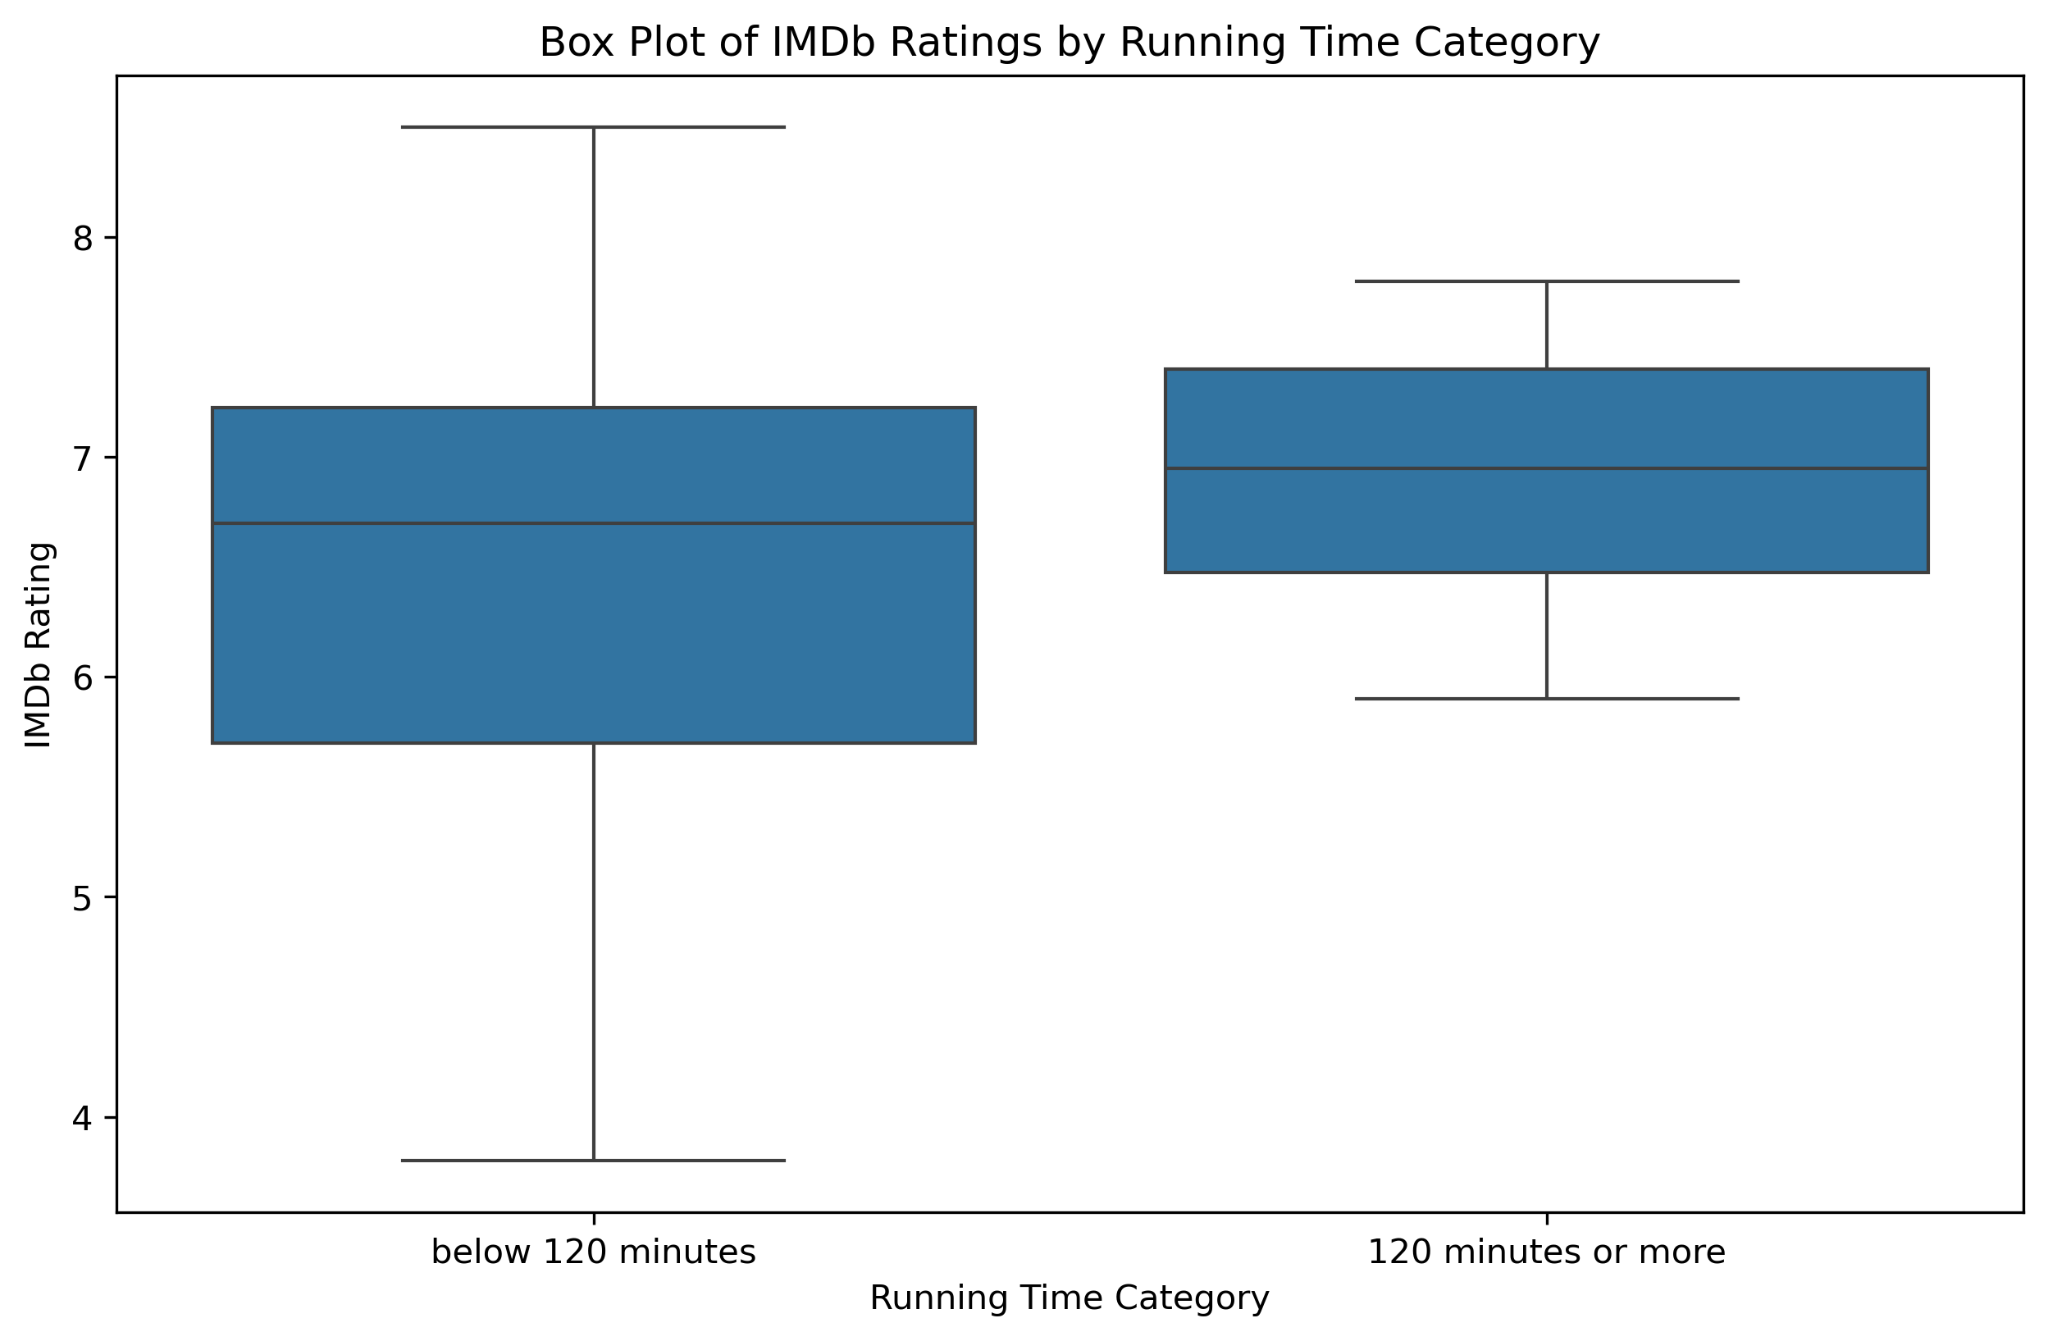 Box Plot of IMDb Ratings by Running Time Category
IMDb Rating
8
7
6
5
4
below 120 minutes
120 minutes or more
Running Time Category